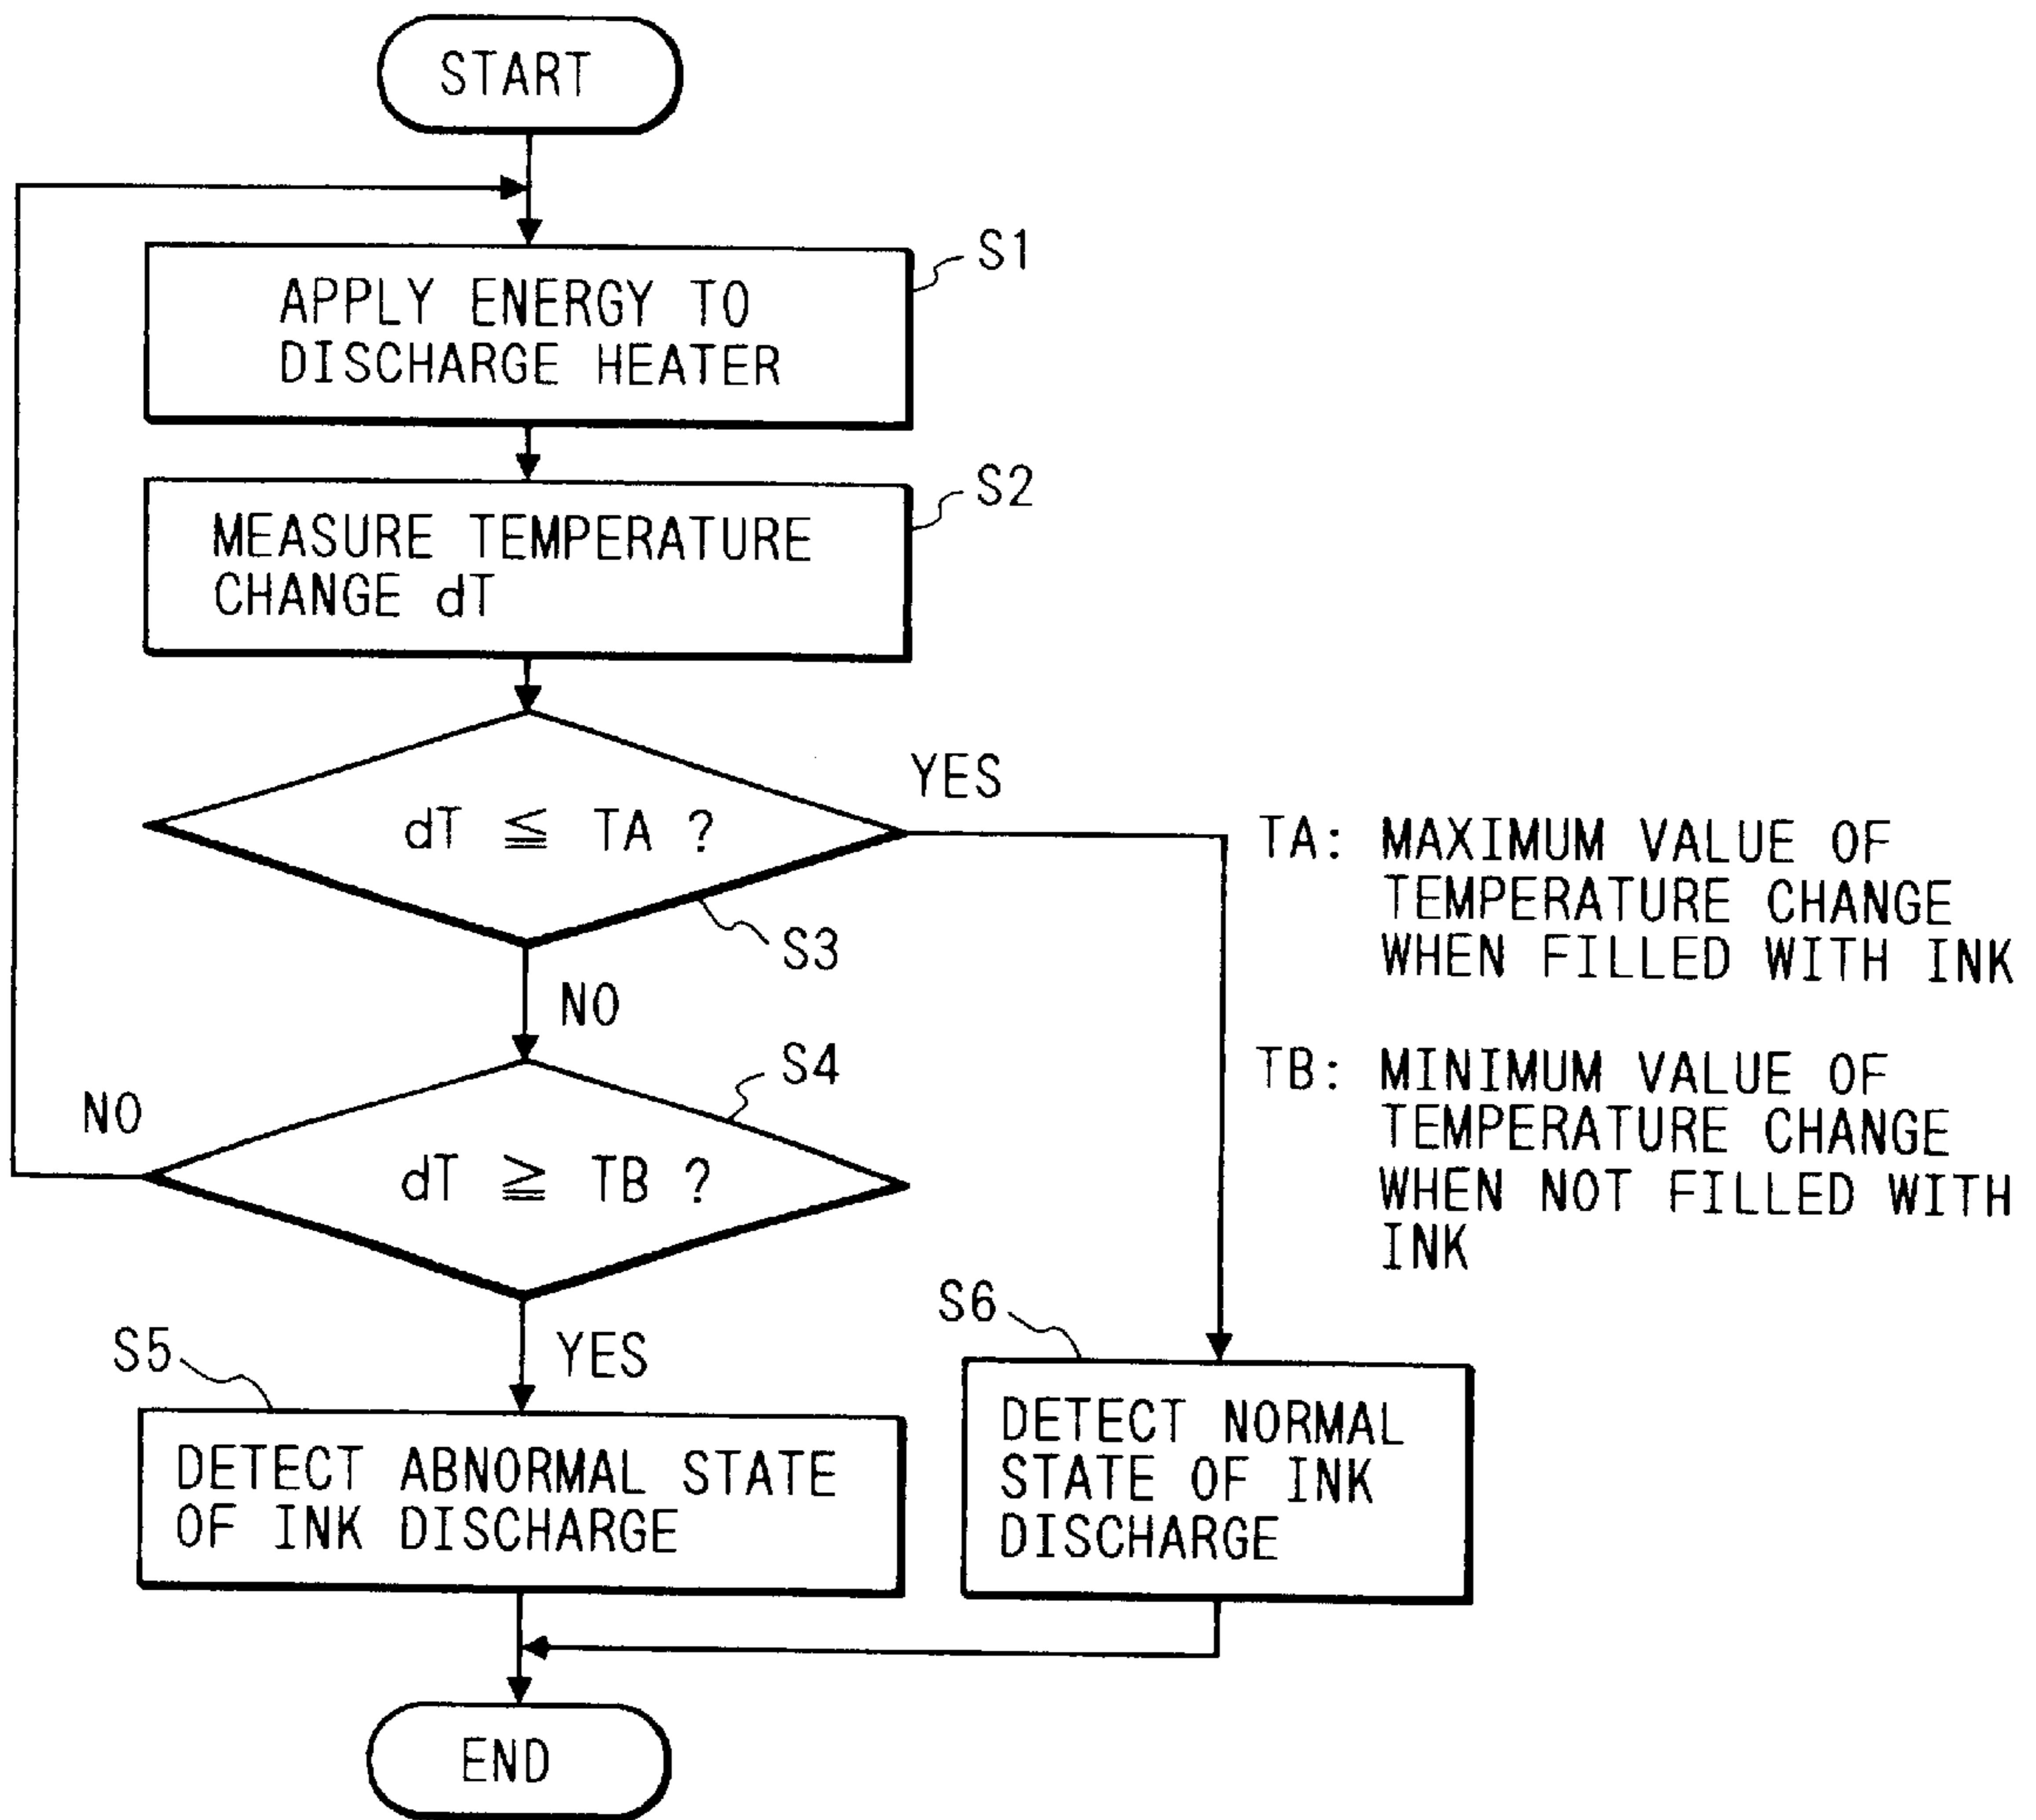 START
S1
APPLY ENERGY TO
DISCHARGE HEATER
S2
MEASURE TEMPERATURE
CHANGE dT
YES
dT ≦ TA ?
S3
NO
TA: MAXIMUM VALUE OF
TEMPERATURE CHANGE
WHEN FILLED WITH INK
S4
NO
dT ≧ TB ?
TB: MINIMUM VALUE OF
TEMPERATURE CHANGE
WHEN NOT FILLED WITH
INK
YES
S5
DETECT ABNORMAL STATE
OF INK DISCHARGE
S6
DETECT NORMAL
STATE OF INK
DISCHARGE
END